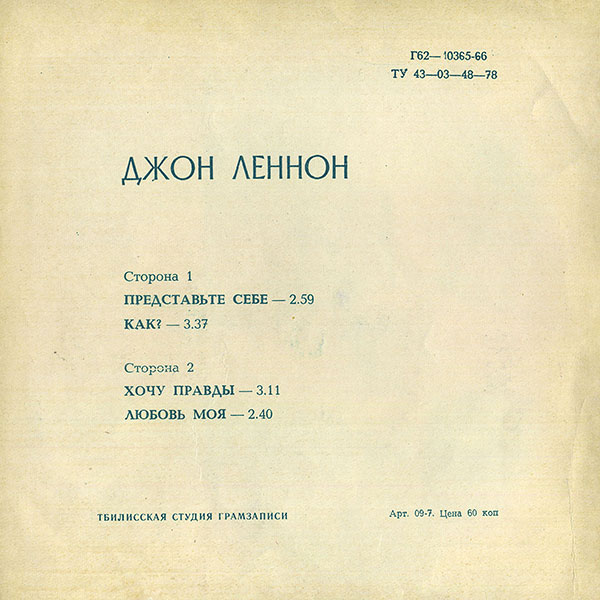 Г62—10365-66
ТУ 43—03—48—78
ДЖОН ЛЕННОН
Сторона 1
ПРЕДСТАВЬТЕ СЕБЕ — 2.59
КАК? — 3.37
Сторона 2
ХОЧУ ПРАВДЫ — 3.11
ЛЮБОВЬ МОЯ — 2.40
ТБИЛИССКАЯ СТУДИЯ ГРАМЗАПИСИ
Арт. 09-7. Цена 60 коп